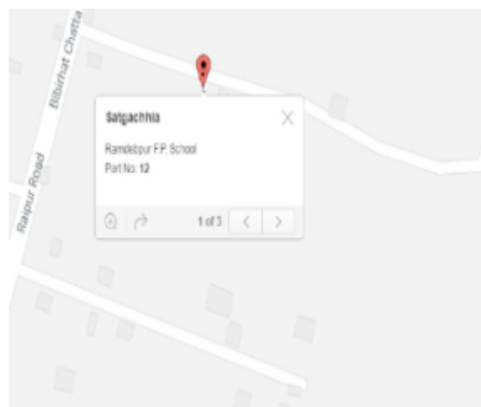 Bibirhat Chatta
Raipur Road
Satgachhia
Ramdebpur F.P. School
Part No: 12
1 of 3